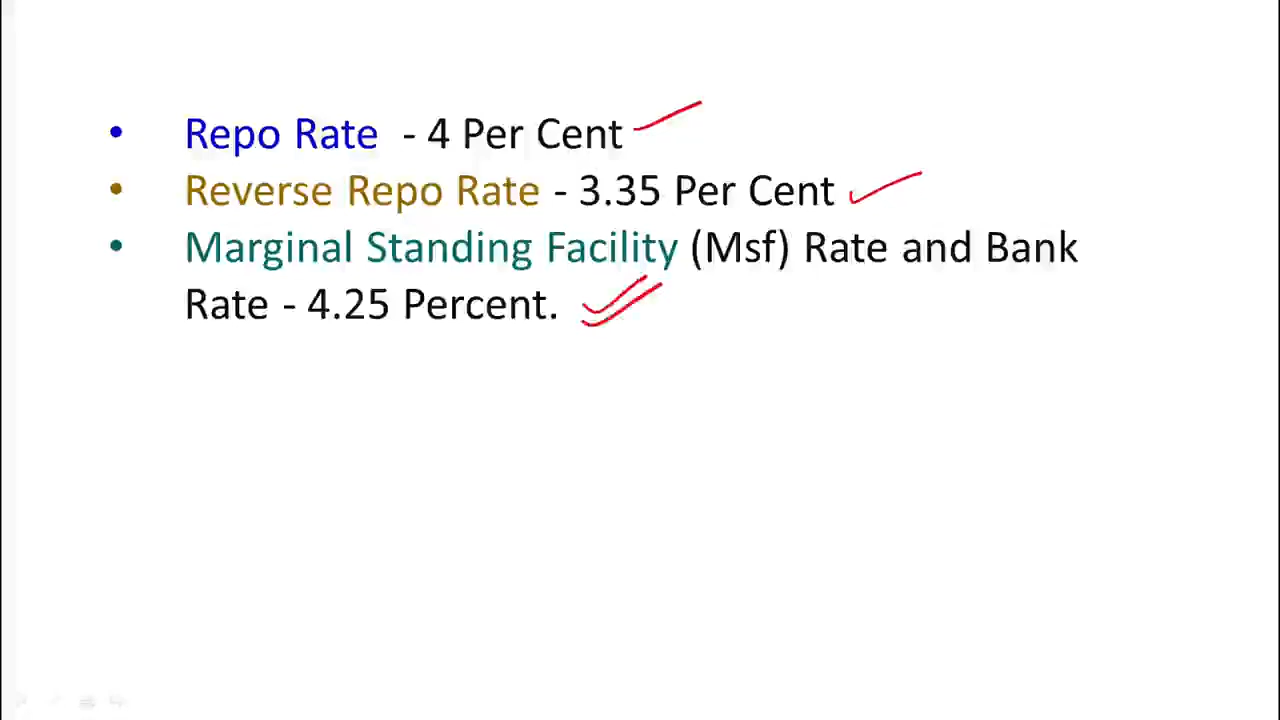 • Repo Rate - 4 Per Cent
• Reverse Repo Rate - 3.35 Per Cent
• Marginal Standing Facility (Msf) Rate and Bank
Rate - 4.25 Percent.